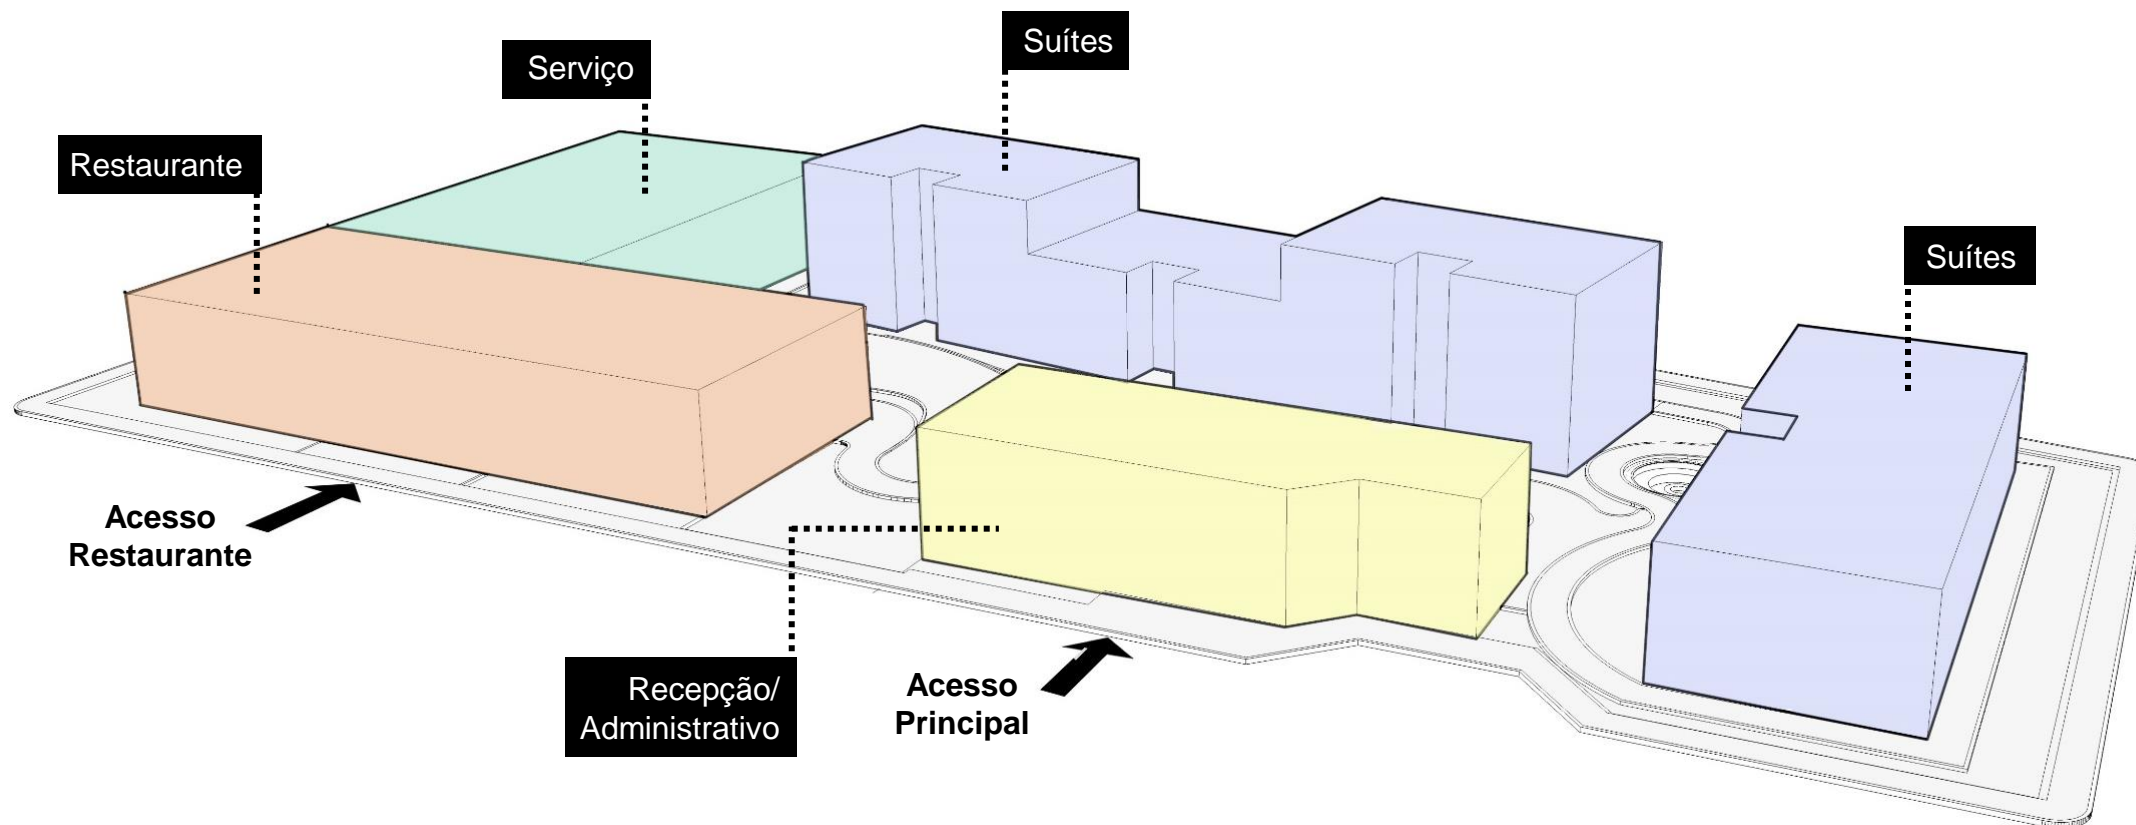 Suítes
Serviço
Restaurante
Suítes
Acesso
Restaurante
Recepção/
Administrativo
Acesso
Principal